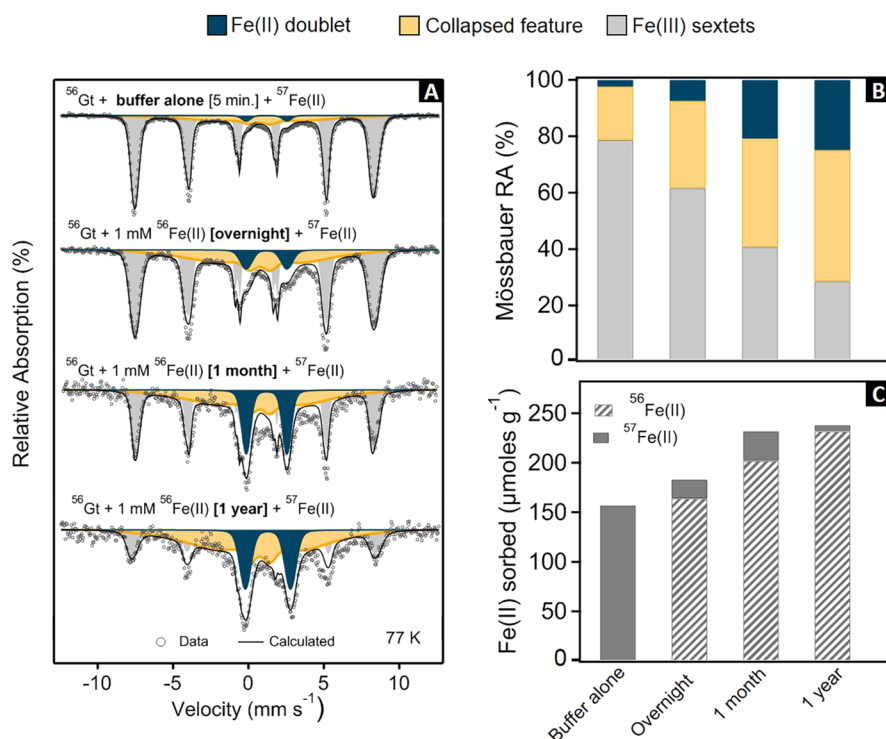 Fe(II) doublet
Collapsed feature
Fe(III) sextets
A
⁵⁶Gt + buffer alone [5 min.] + ⁵⁷Fe(II)
⁵⁶Gt + 1 mM ⁵⁶Fe(II) [overnight] + ⁵⁷Fe(II)
⁵⁶Gt + 1 mM ⁵⁶Fe(II) [1 month] + ⁵⁷Fe(II)
⁵⁶Gt + 1 mM ⁵⁶Fe(II) [1 year] + ⁵⁷Fe(II)
Data
Calculated
77 K
-10
-5
0
5
10
Velocity (mm s⁻¹)
Relative Absorption (%)
B
100
80
60
40
20
0
Mössbauer RA (%)
C
⁵⁶Fe(II)
⁵⁷Fe(II)
250
200
150
100
50
0
Fe(II) sorbed (μmoles g⁻¹)
Buffer alone
Overnight
1 month
1 year